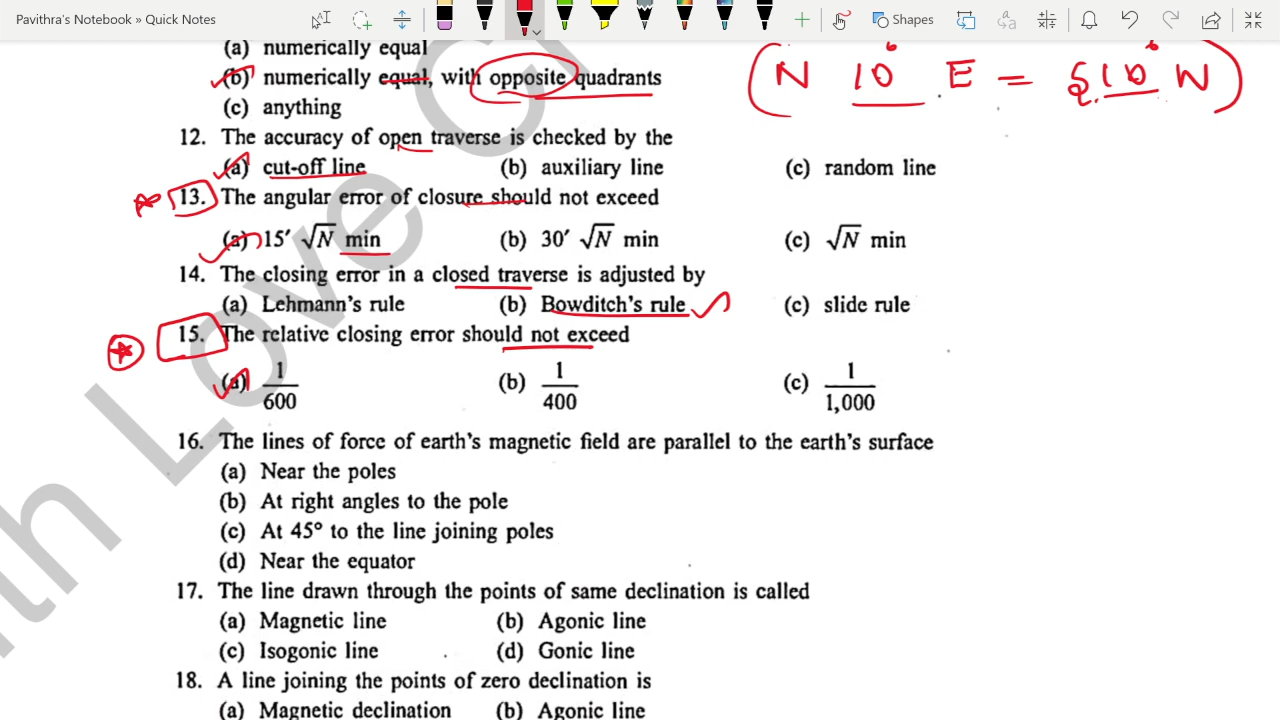 Pavithra's Notebook » Quick Notes
Shapes
(a) numerically equal
(b) numerically equal, with opposite quadrants
(N 10° E = S 10° W)
(c) anything
12. The accuracy of open traverse is checked by the
(a) cut-off line (b) auxiliary line (c) random line
13. The angular error of closure should not exceed
(a) 15′ √N min (b) 30′ √N min (c) √N min
14. The closing error in a closed traverse is adjusted by
(a) Lehmann's rule (b) Bowditch's rule (c) slide rule
15. The relative closing error should not exceed
(a) 1/600 (b) 1/400 (c) 1/1,000
16. The lines of force of earth's magnetic field are parallel to the earth's surface
(a) Near the poles
(b) At right angles to the pole
(c) At 45° to the line joining poles
(d) Near the equator
17. The line drawn through the points of same declination is called
(a) Magnetic line (b) Agonic line
(c) Isogonic line (d) Gonic line
18. A line joining the points of zero declination is
(a) Magnetic declination (b) Agonic line
th Love C